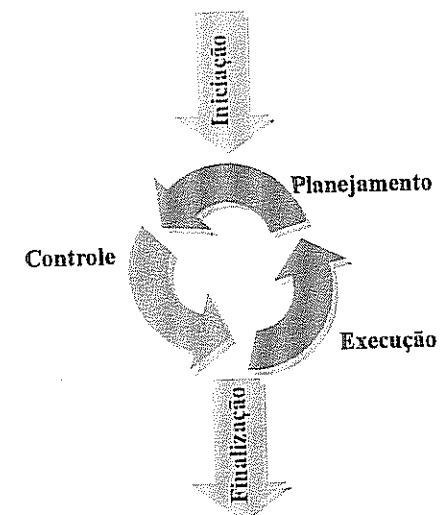 Iniciação
Planejamento
Controle
Execução
Finalização